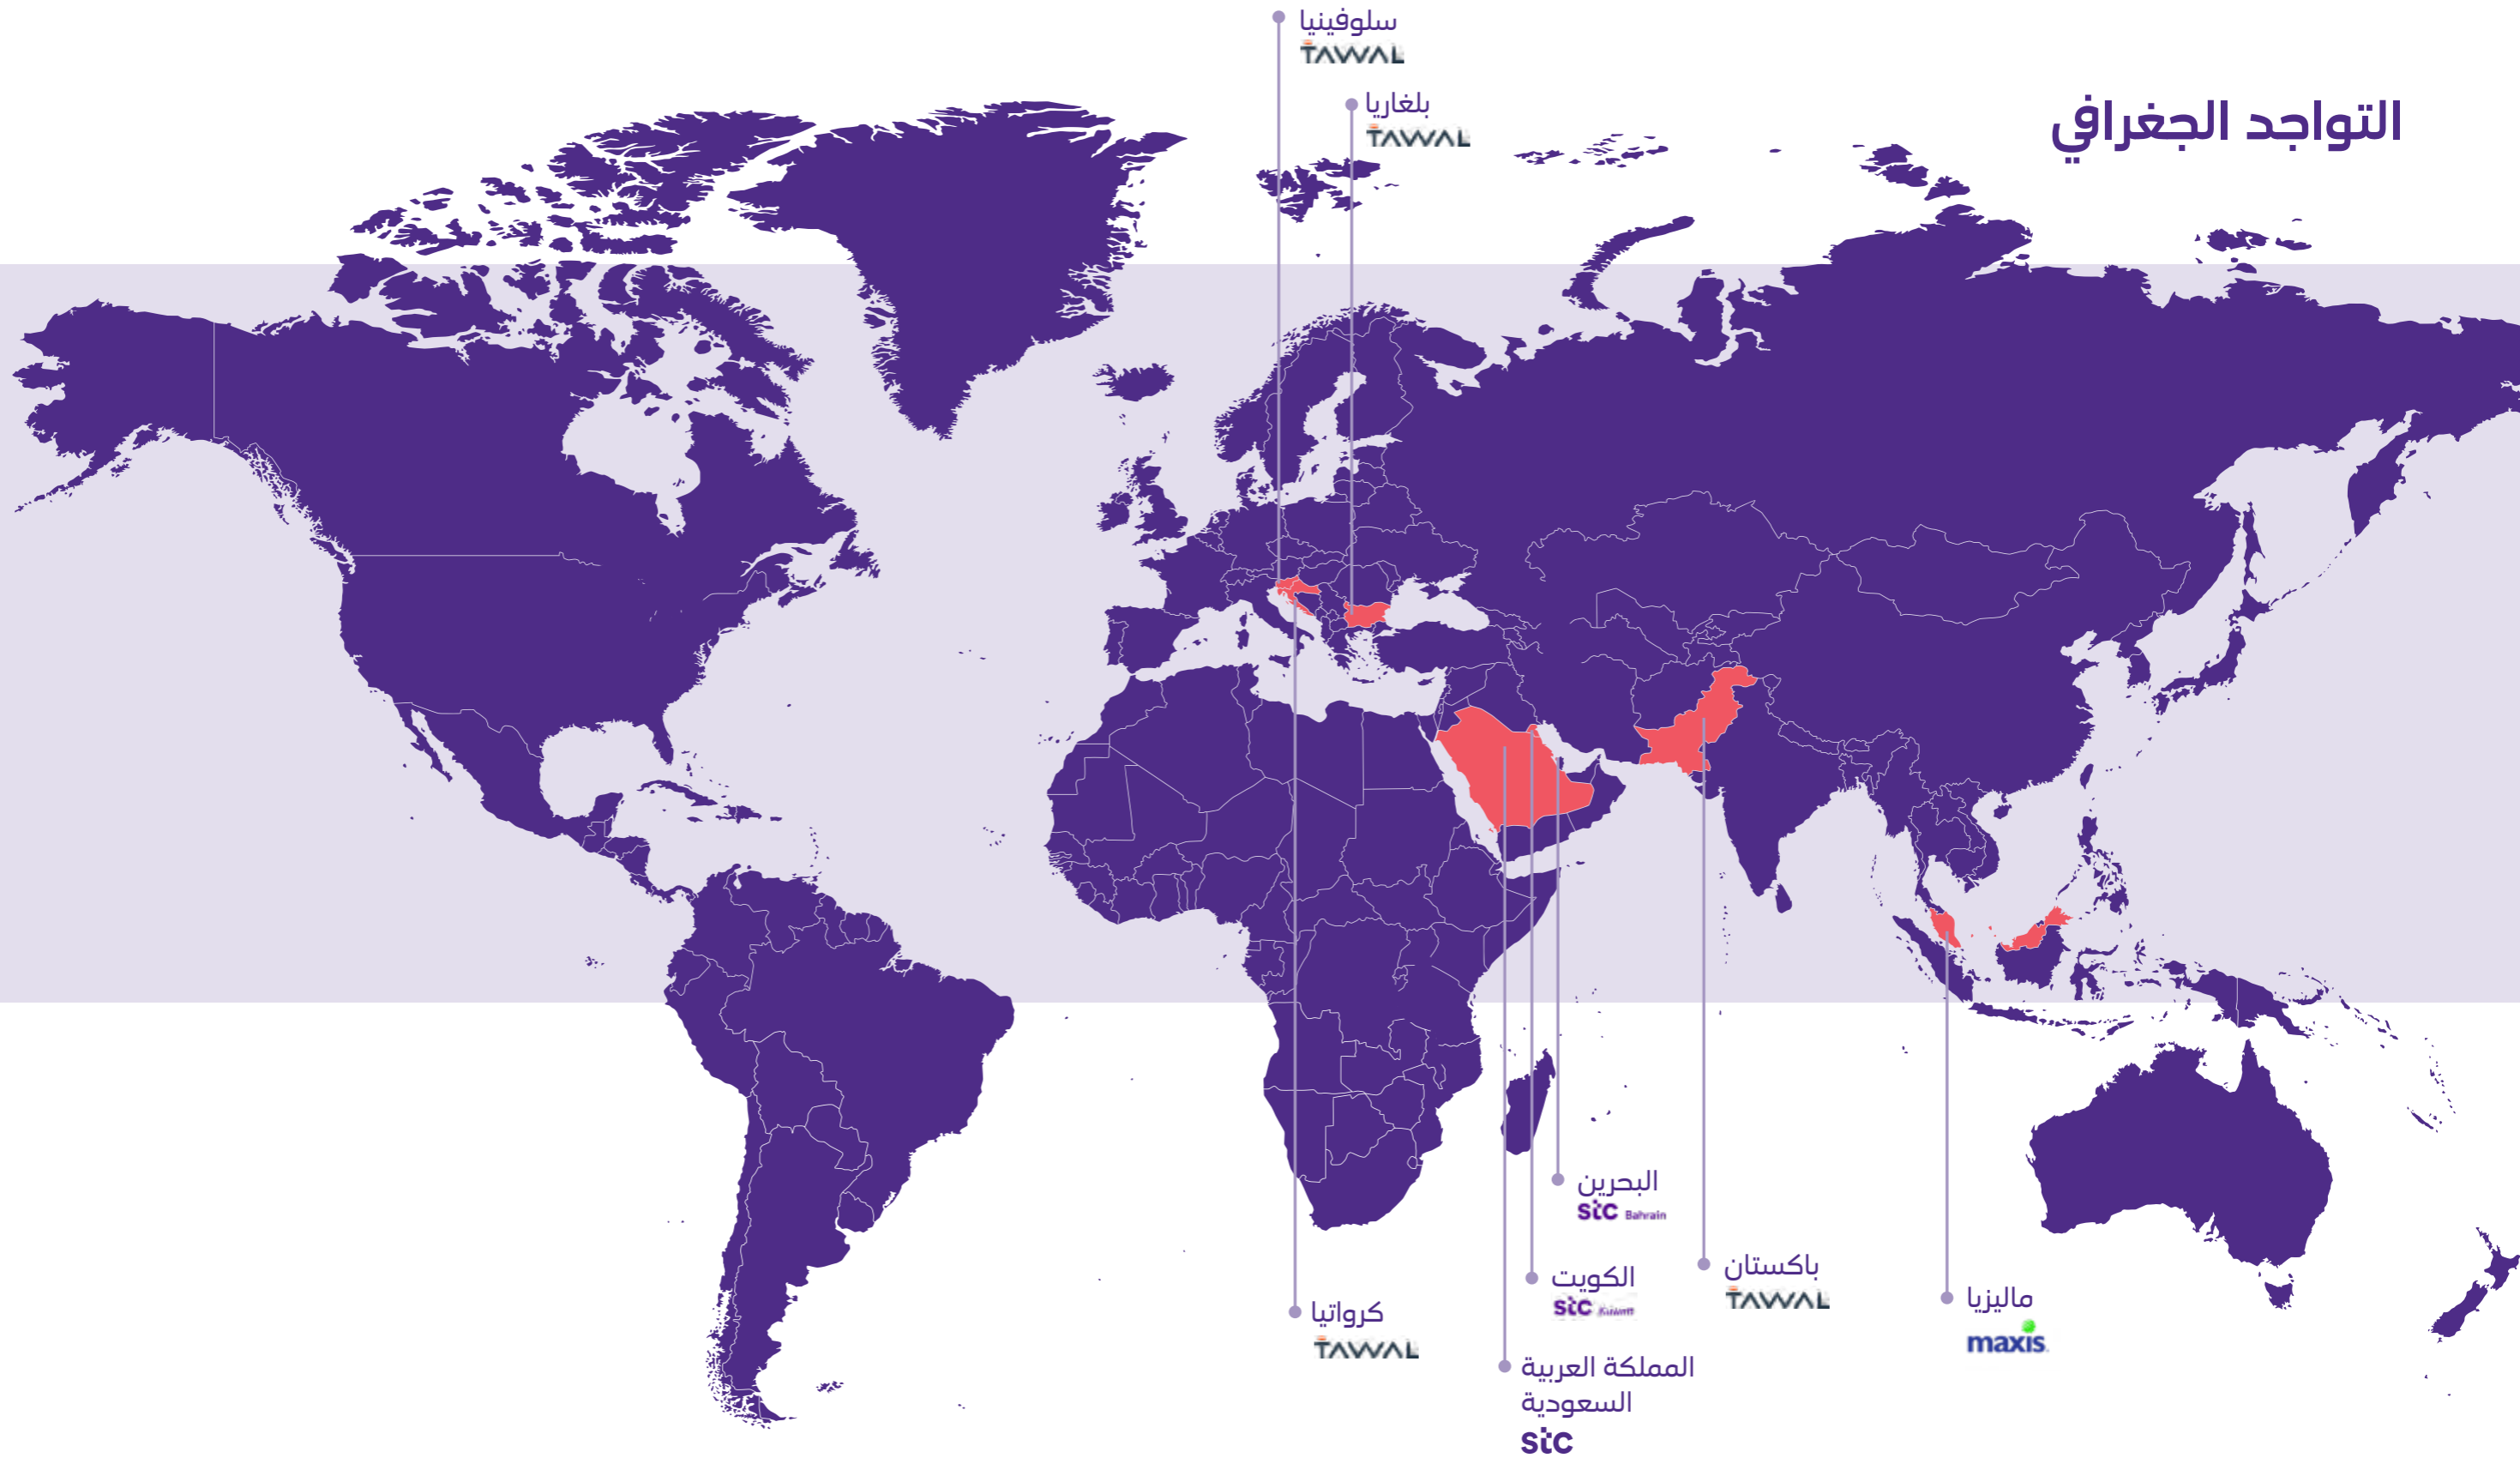 التواجد الجغرافي
سلوفينيا
TAWAL
بلغاريا
TAWAL
البحرين
stc Bahrain
الكويت
stc Kuwait
باكستان
TAWAL
ماليزيا
maxis
كرواتيا
TAWAL
المملكة العربية
السعودية
stc